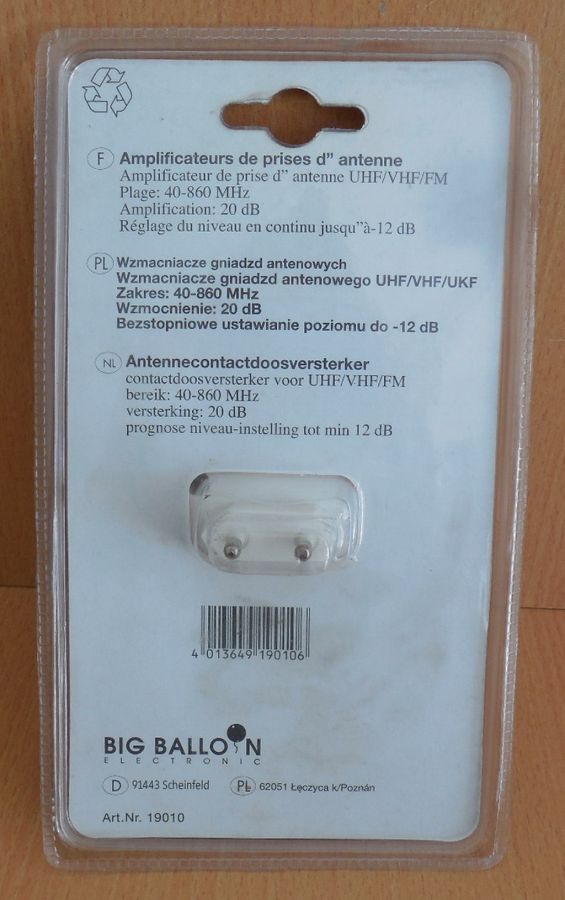 F Amplificateurs de prises d” antenne
Amplificateur de prise d” antenne UHF/VHF/FM
Plage: 40-860 MHz
Amplification: 20 dB
Réglage du niveau en continu jusqu”à-12 dB
PL Wzmacniacze gniadzd antenowych
Wzmacniacze gniadzd antenowego UHF/VHF/UKF
Zakres: 40-860 MHz
Wzmocnienie: 20 dB
Bezstopniowe ustawianie poziomu do -12 dB
NL Antennecontactdoosversterker
contactdoosversterker voor UHF/VHF/FM
bereik: 40-860 MHz
versterking: 20 dB
prognose niveau-instelling tot min 12 dB
4 013649 190106
BIG BALLOON
ELECTRONIC
D 91443 Scheinfeld PL 62051 Łęczyca k/Poznán
Art.Nr. 19010